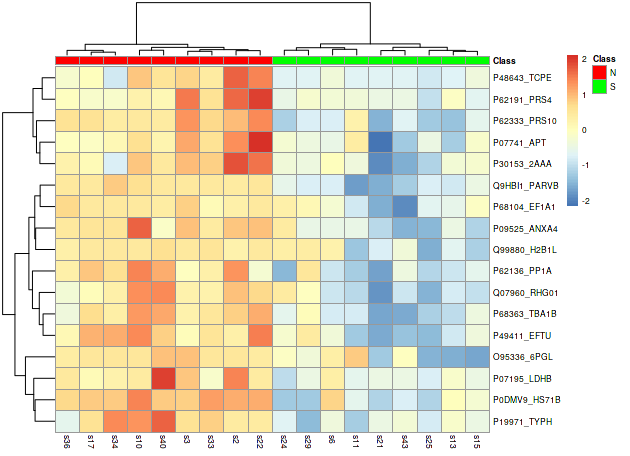 Class
P48643_TCPE
P62191_PRS4
P62333_PRS10
P07741_APT
P30153_2AAA
Q9HBI1_PARVB
P68104_EF1A1
P09525_ANXA4
Q99880_H2B1L
P62136_PP1A
Q07960_RHG01
P68363_TBA1B
P49411_EFTU
O95336_6PGL
P07195_LDHB
P0DMV9_HS71B
P19971_TYPH
s36 s17 s34 s10 s40 s3 s33 s2 s22 s24 s29 s6 s11 s21 s43 s25 s13 s15
2
1
0
-1
-2
Class
N
S